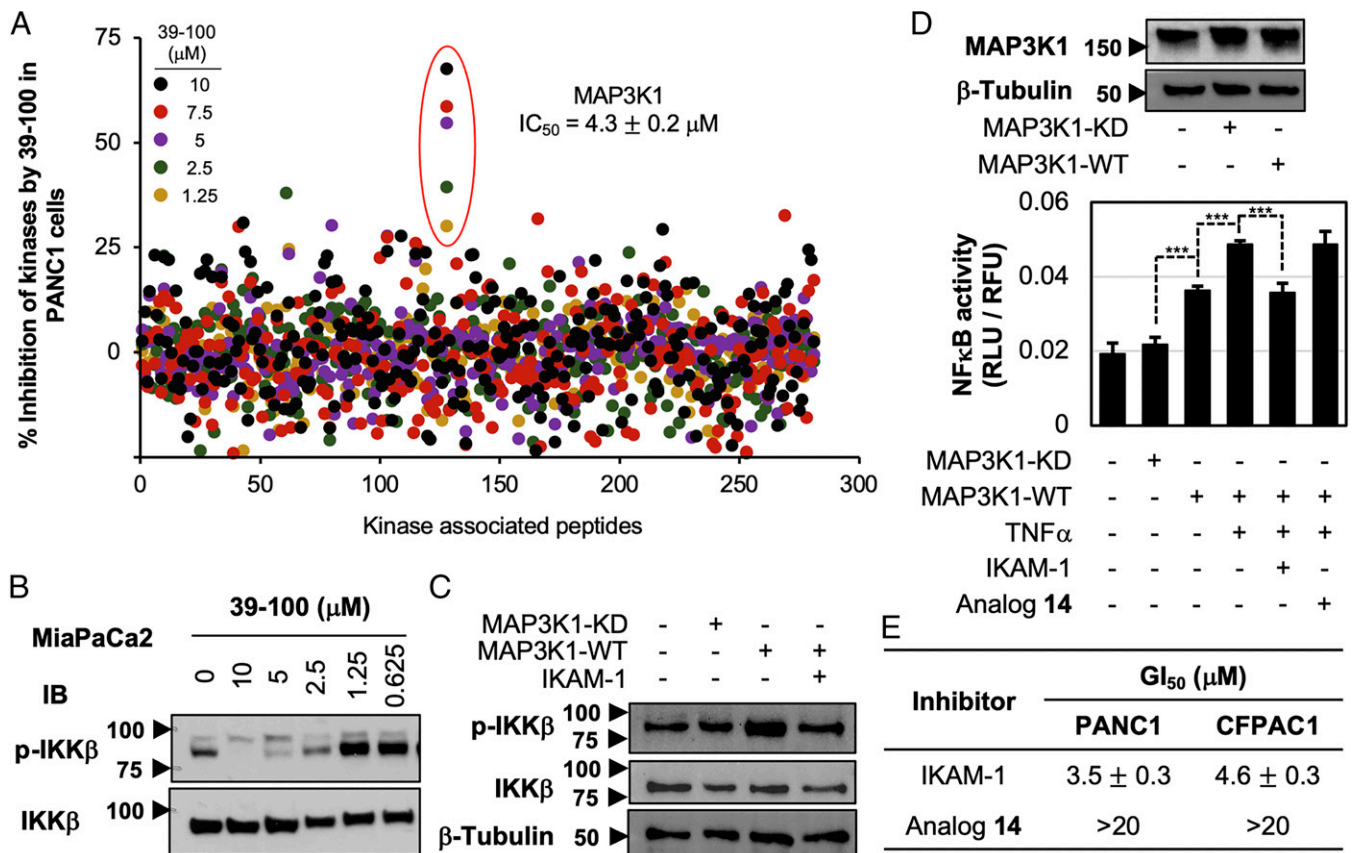 A
% Inhibition of kinases by 39-100 in
PANC1 cells
75
50
25
0
39-100
(μM)
10
7.5
5
2.5
1.25
MAP3K1
IC50 = 4.3 ± 0.2 μM
0 50 100 150 200 250 300
Kinase associated peptides
B
39-100 (μM)
MiaPaCa2
IB
0 10 5 2.5 1.25 0.625
p-IKKβ
100
75
IKKβ
100
C
MAP3K1-KD - + - -
MAP3K1-WT - - + +
IKAM-1 - - - +
p-IKKβ
100
75
IKKβ
100
75
β-Tubulin 50
D
MAP3K1 150
β-Tubulin 50
MAP3K1-KD - + -
MAP3K1-WT - - +
NFκB activity
(RLU / RFU)
0.06
0.04
0.02
0
*** *** ***
MAP3K1-KD - + - - - -
MAP3K1-WT - - + + + +
TNFα - - - + + +
IKAM-1 - - - - + -
Analog 14 - - - - - +
E
Inhibitor
GI50 (μM)
PANC1 CFPAC1
IKAM-1 3.5 ± 0.3 4.6 ± 0.3
Analog 14 >20 >20